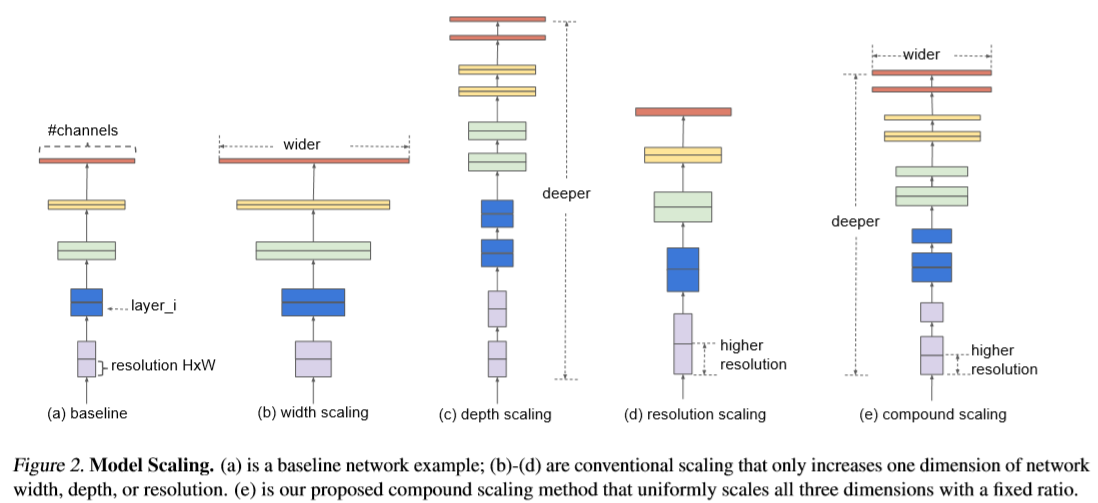 #channels
layer_i
resolution HxW
(a) baseline
wider
(b) width scaling
deeper
(c) depth scaling
higher
resolution
(d) resolution scaling
wider
deeper
higher
resolution
(e) compound scaling
Figure 2. Model Scaling. (a) is a baseline network example; (b)-(d) are conventional scaling that only increases one dimension of network
width, depth, or resolution. (e) is our proposed compound scaling method that uniformly scales all three dimensions with a fixed ratio.